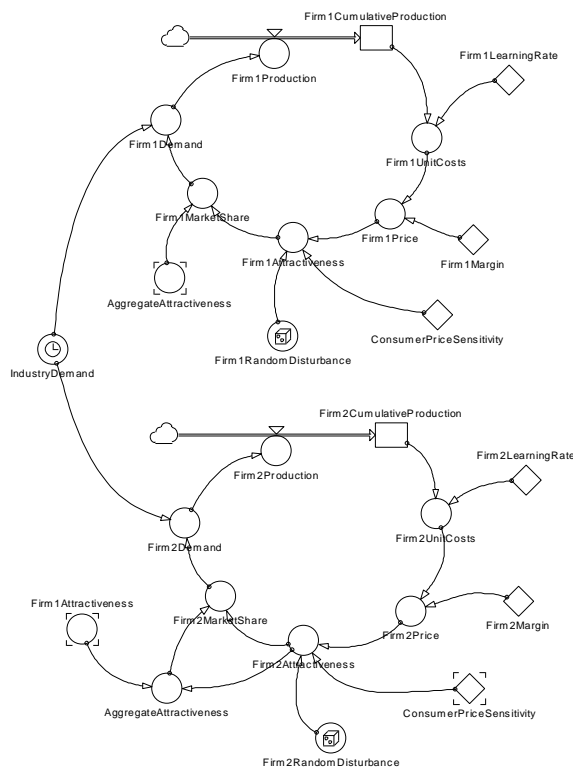 Firm1CumulativeProduction
Firm1LearningRate
Firm1Production
Firm1Demand
Firm1UnitCosts
Firm1MarketShare
Firm1Price
Firm1Attractiveness
Firm1Margin
AggregateAttractiveness
ConsumerPriceSensitivity
Firm1RandomDisturbance
IndustryDemand
Firm2CumulativeProduction
Firm2LearningRate
Firm2Production
Firm2UnitCosts
Firm2Demand
Firm1Attractiveness
Firm2MarketShare
Firm2Margin
Firm2Price
Firm2Attractiveness
AggregateAttractiveness
ConsumerPriceSensitivity
Firm2RandomDisturbance